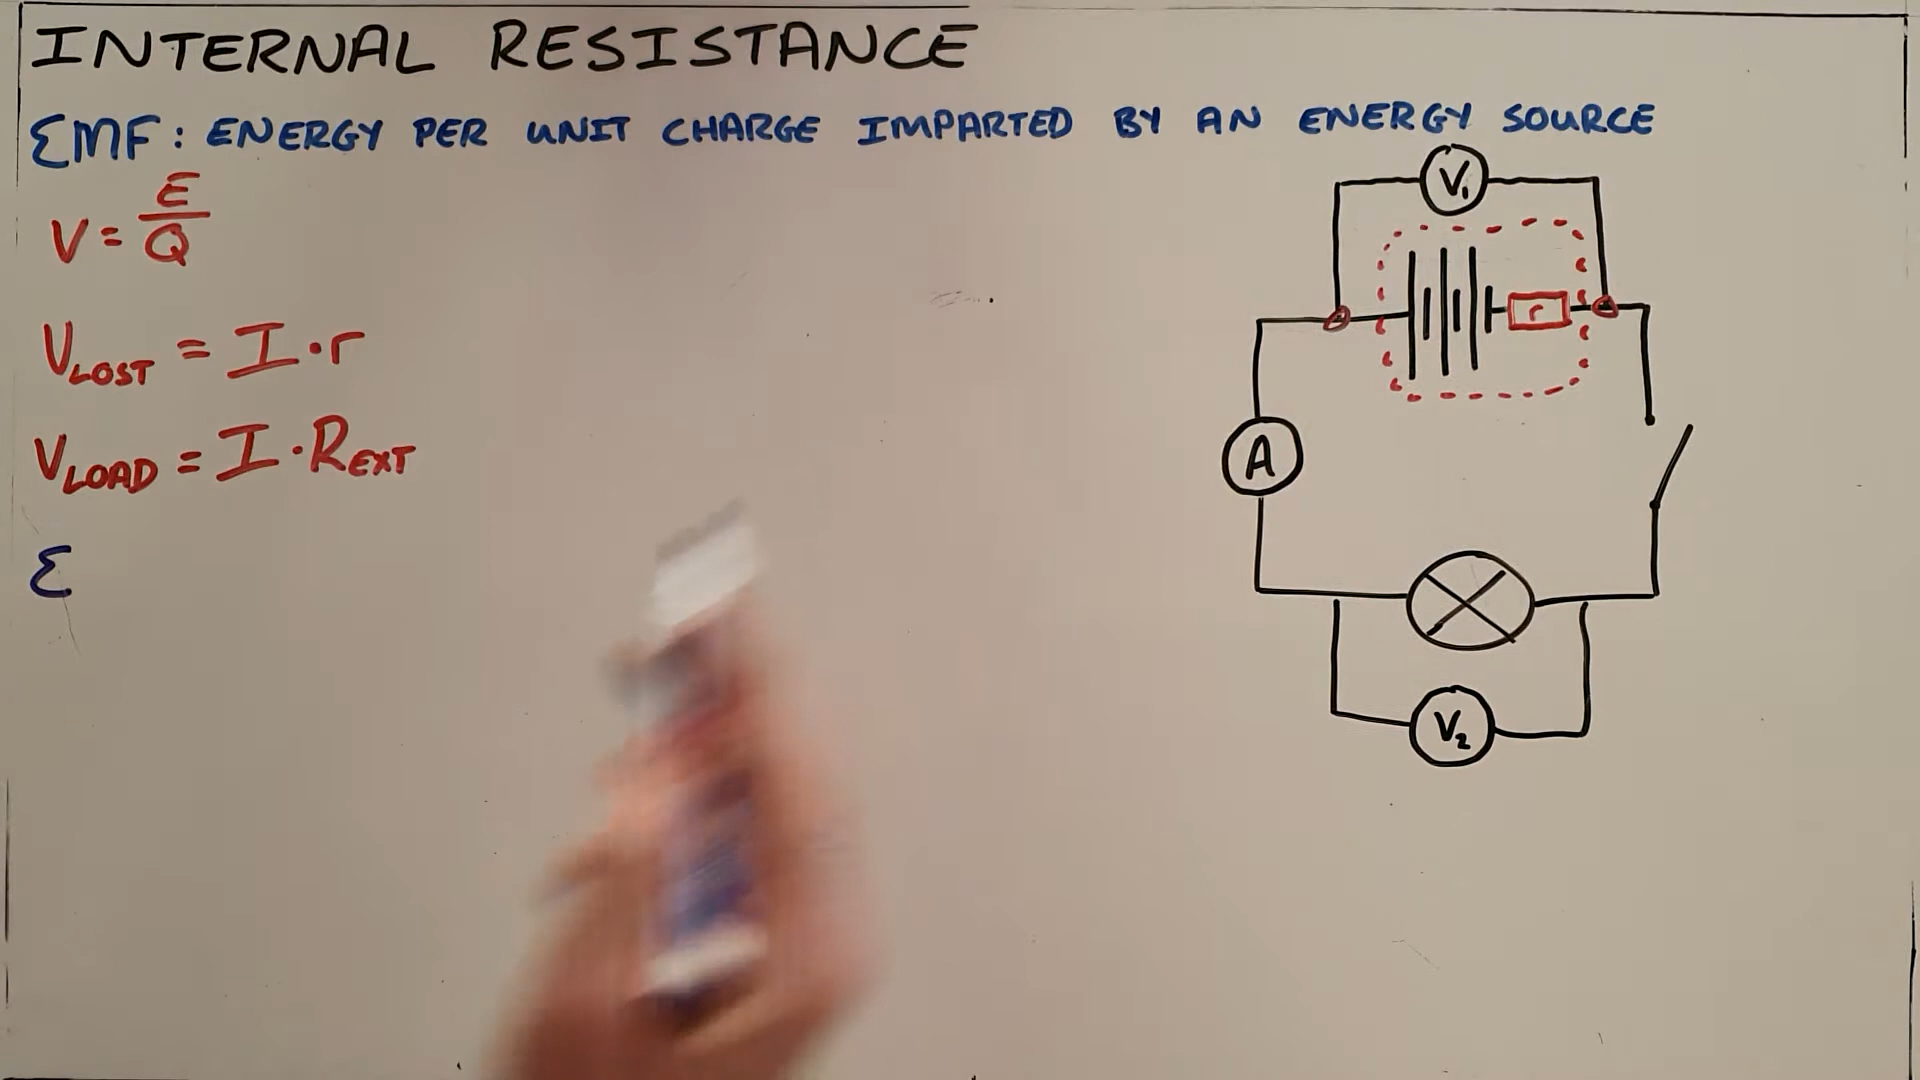 INTERNAL RESISTANCE
ƐMF: ENERGY PER UNIT CHARGE IMPARTED BY AN ENERGY SOURCE
V = E/Q
V₁
r
V_LOST = I·r
V_LOAD = I·R_EXT
A
Ɛ
V₂